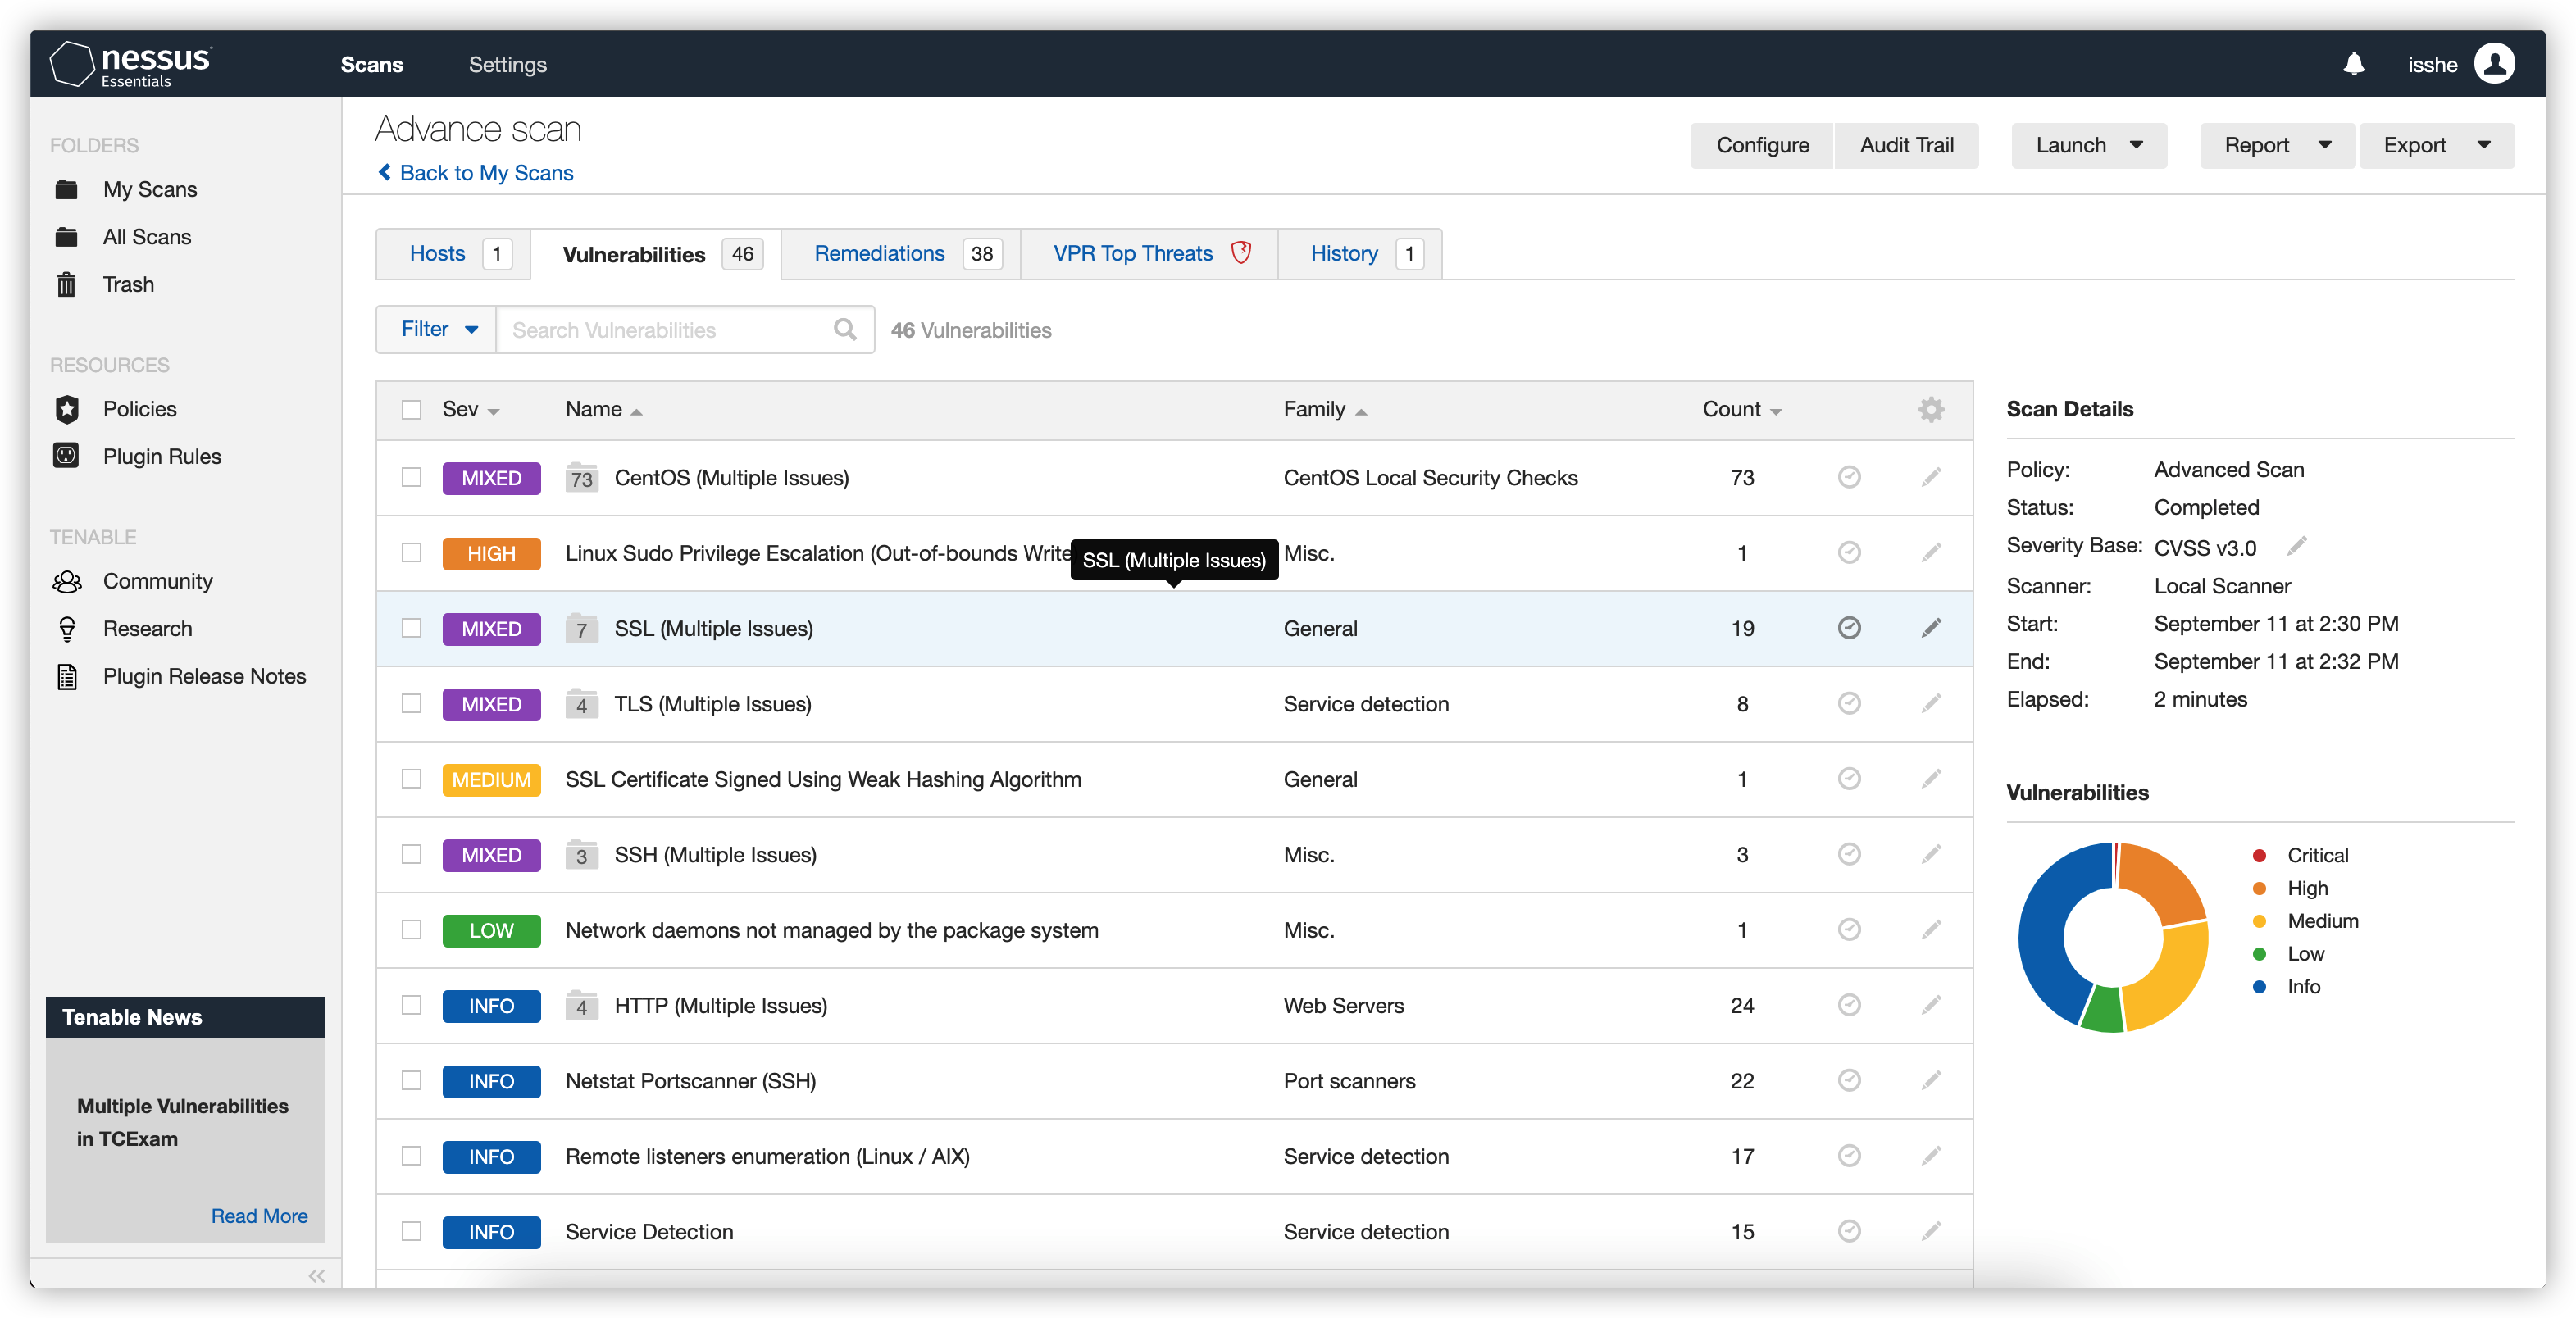 nessus
Essentials
Scans
Settings
isshe
FOLDERS
My Scans
All Scans
Trash
RESOURCES
Policies
Plugin Rules
TENABLE
Community
Research
Plugin Release Notes
Tenable News
Multiple Vulnerabilities
in TCExam
Read More
Advance scan
Back to My Scans
Configure
Audit Trail
Launch
Report
Export
Hosts 1
Vulnerabilities 46
Remediations 38
VPR Top Threats
History 1
Filter
Search Vulnerabilities
46 Vulnerabilities
Sev Name Family Count
MIXED 73 CentOS (Multiple Issues) CentOS Local Security Checks 73
HIGH Linux Sudo Privilege Escalation (Out-of-bounds Write Misc. 1
SSL (Multiple Issues)
MIXED 7 SSL (Multiple Issues) General 19
MIXED 4 TLS (Multiple Issues) Service detection 8
MEDIUM SSL Certificate Signed Using Weak Hashing Algorithm General 1
MIXED 3 SSH (Multiple Issues) Misc. 3
LOW Network daemons not managed by the package system Misc. 1
INFO 4 HTTP (Multiple Issues) Web Servers 24
INFO Netstat Portscanner (SSH) Port scanners 22
INFO Remote listeners enumeration (Linux / AIX) Service detection 17
INFO Service Detection Service detection 15
Scan Details
Policy: Advanced Scan
Status: Completed
Severity Base: CVSS v3.0
Scanner: Local Scanner
Start: September 11 at 2:30 PM
End: September 11 at 2:32 PM
Elapsed: 2 minutes
Vulnerabilities
Critical
High
Medium
Low
Info